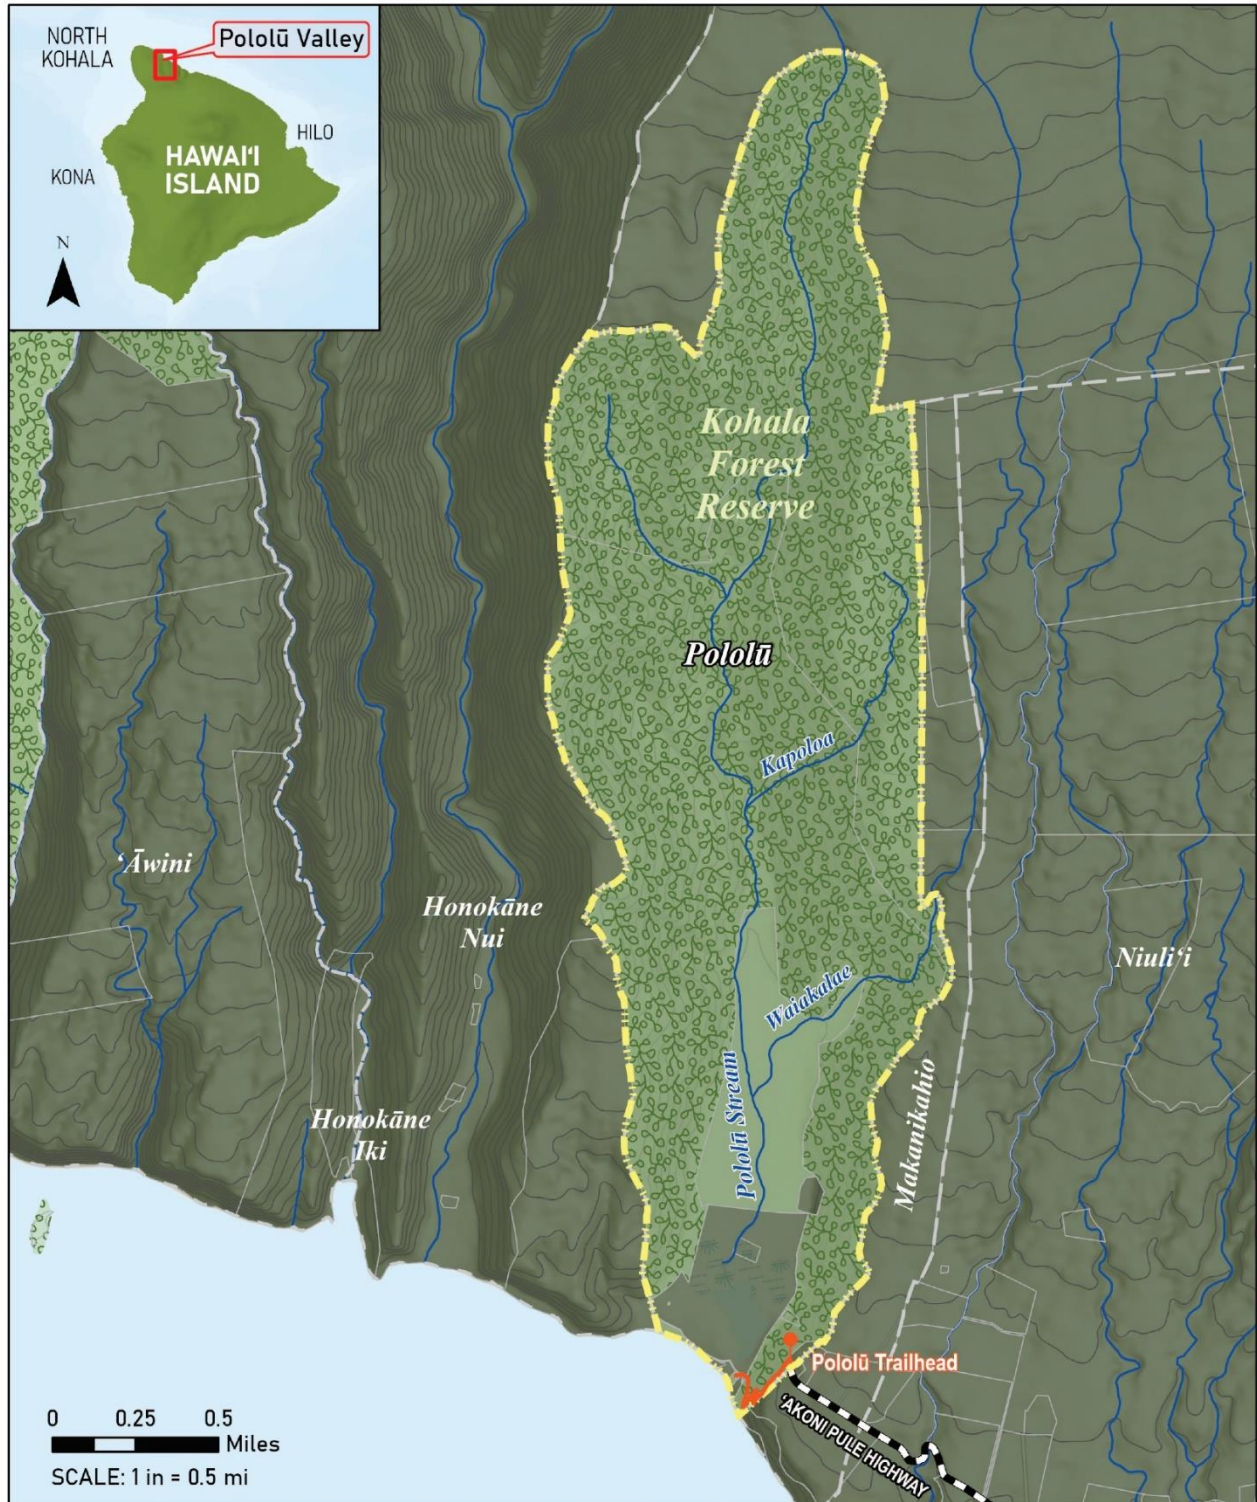 NORTH
KOHALA
Pololū Valley
HILO
HAWAIʻI
ISLAND
KONA
N
Kohala
Forest
Reserve
Pololū
Kapoloa
ʻĀwini
Honokāne
Nui
Niuliʻi
Waiakalae
Pololū Stream
Makanikahio
Honokāne
Iki
Pololū Trailhead
ʻAKONI PULE HIGHWAY
0 0.25 0.5
Miles
SCALE: 1 in = 0.5 mi